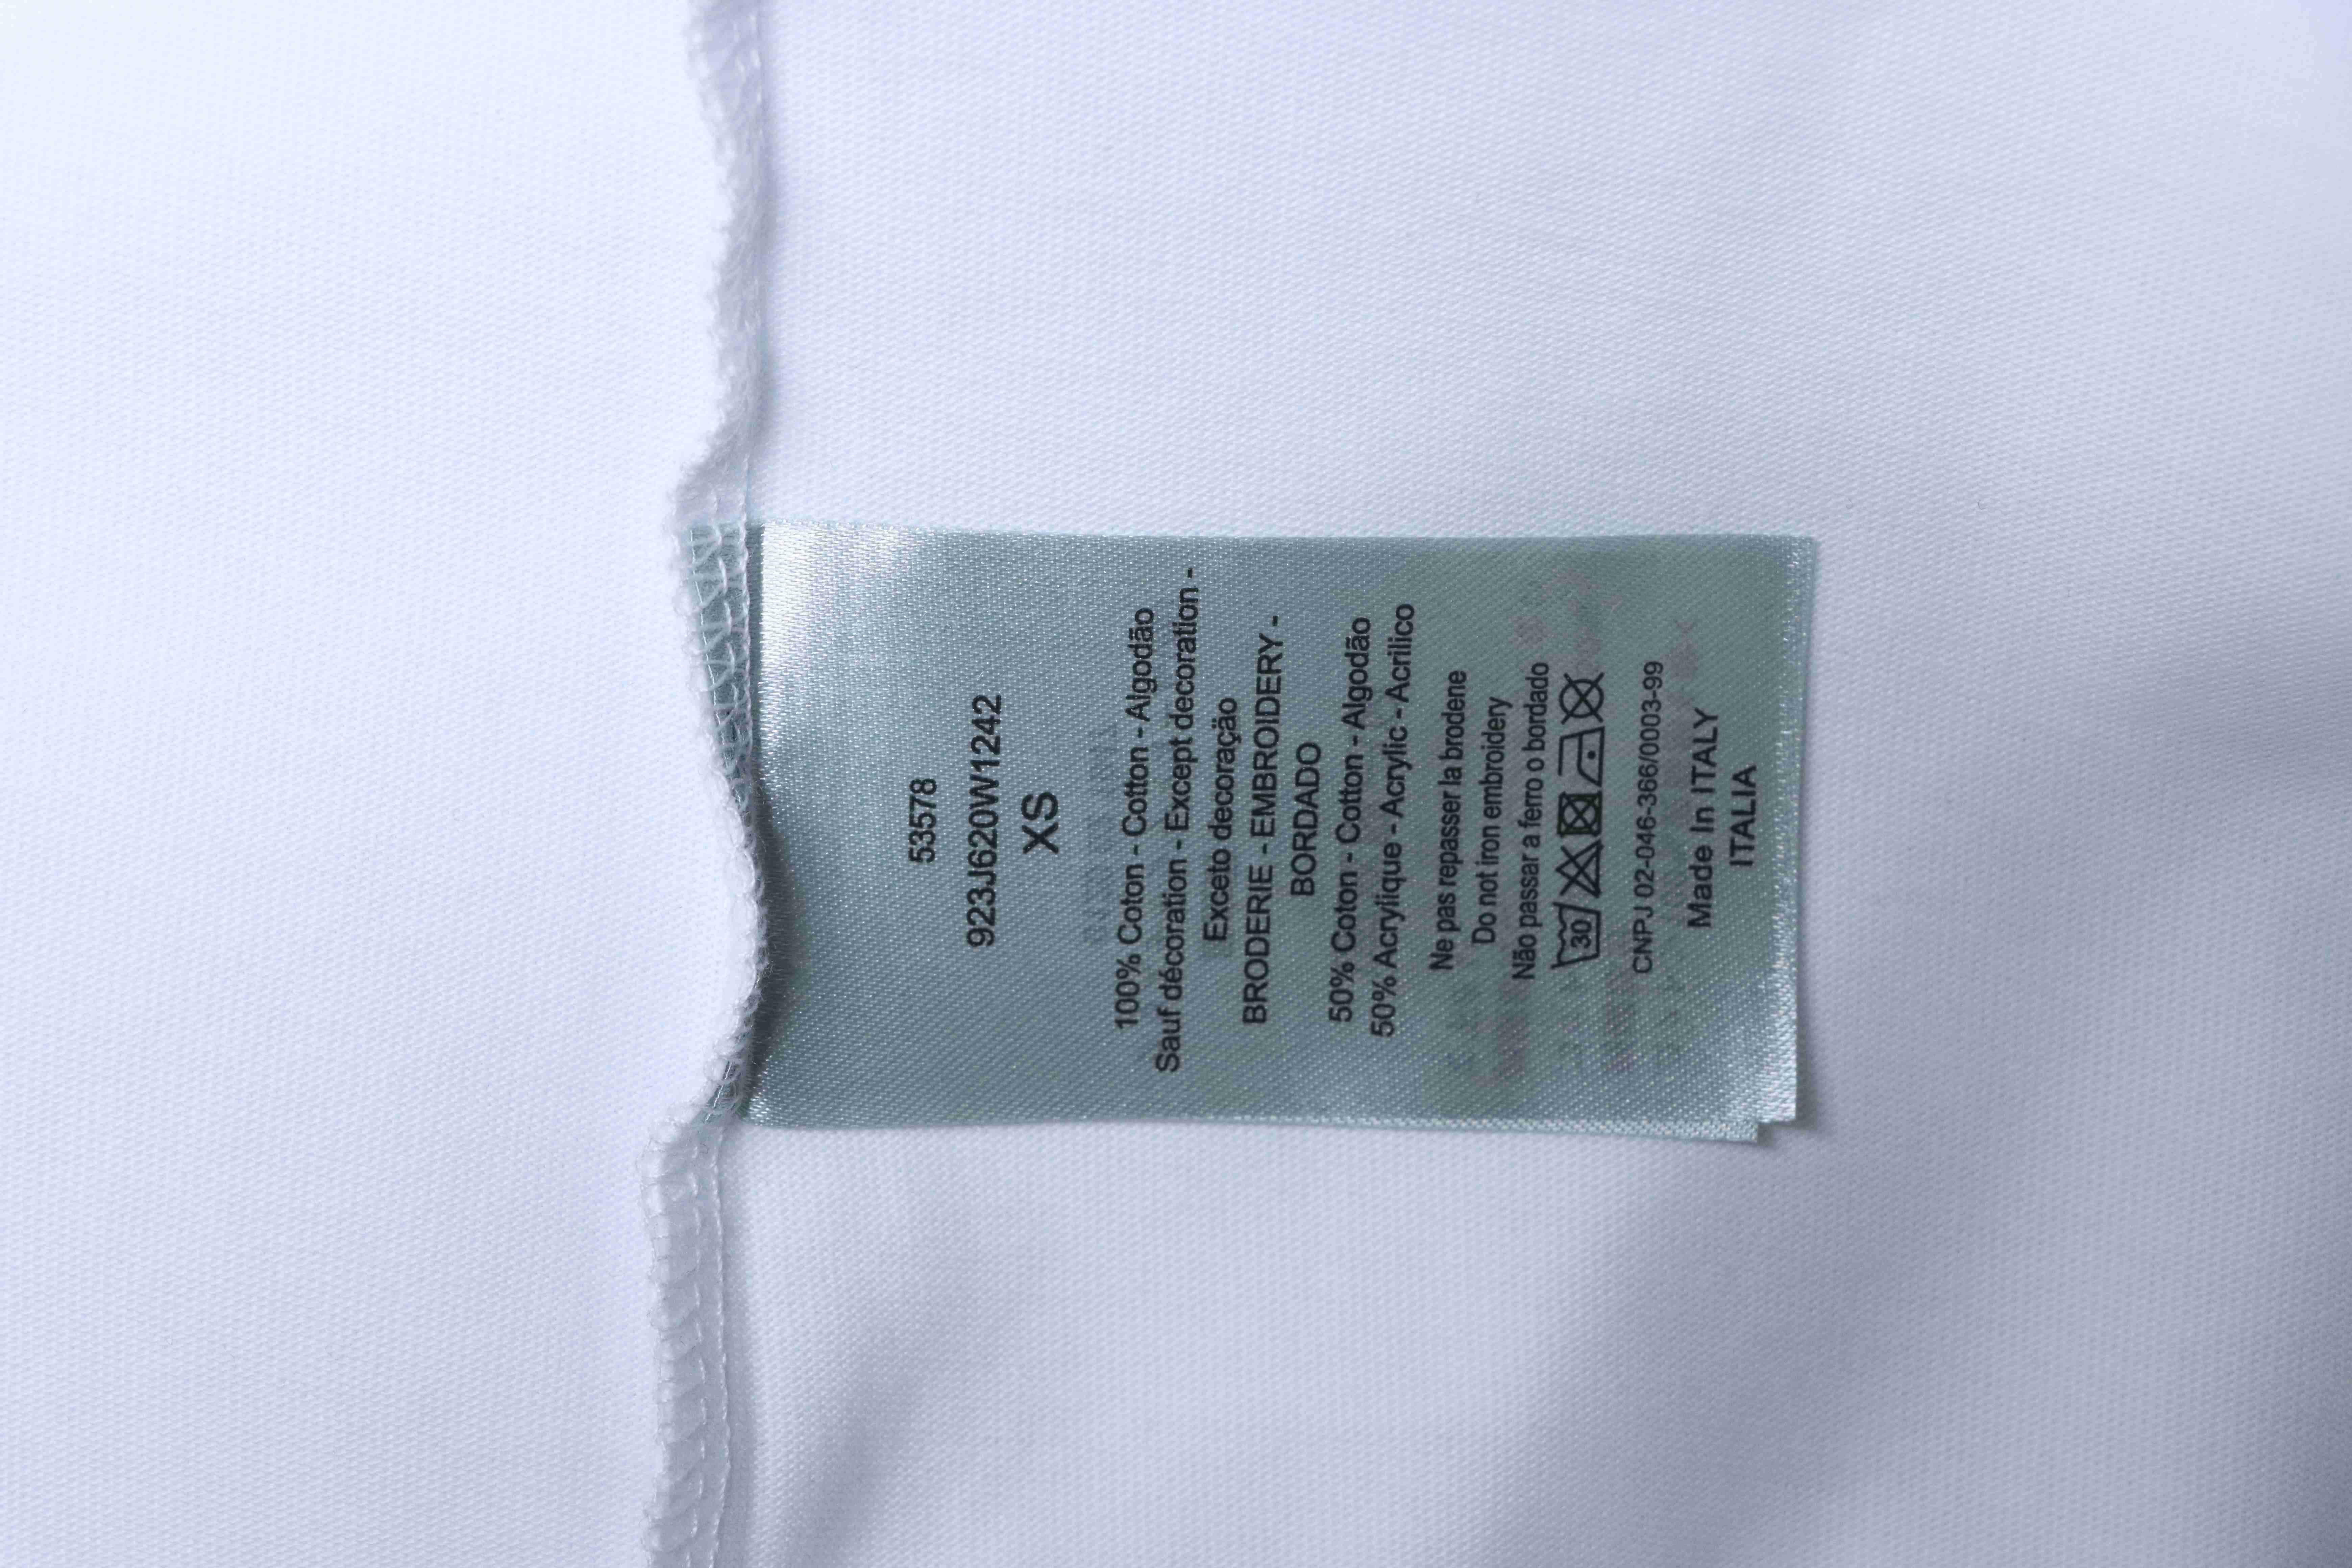 53578
923J620W1242
XS
100% Coton - Cotton - Algodão
Sauf décoration - Except decoration -
Exceto decoração
BRODERIE - EMBROIDERY -
BORDADO
50% Coton - Cotton - Algodão
50% Acrylique - Acrylic - Acrilico
Ne pas repasser la brodene
Do not iron embroidery
Não passar a ferro o bordado
30
CNPJ 02-046-366/0003-99
Made In ITALY
ITALIA